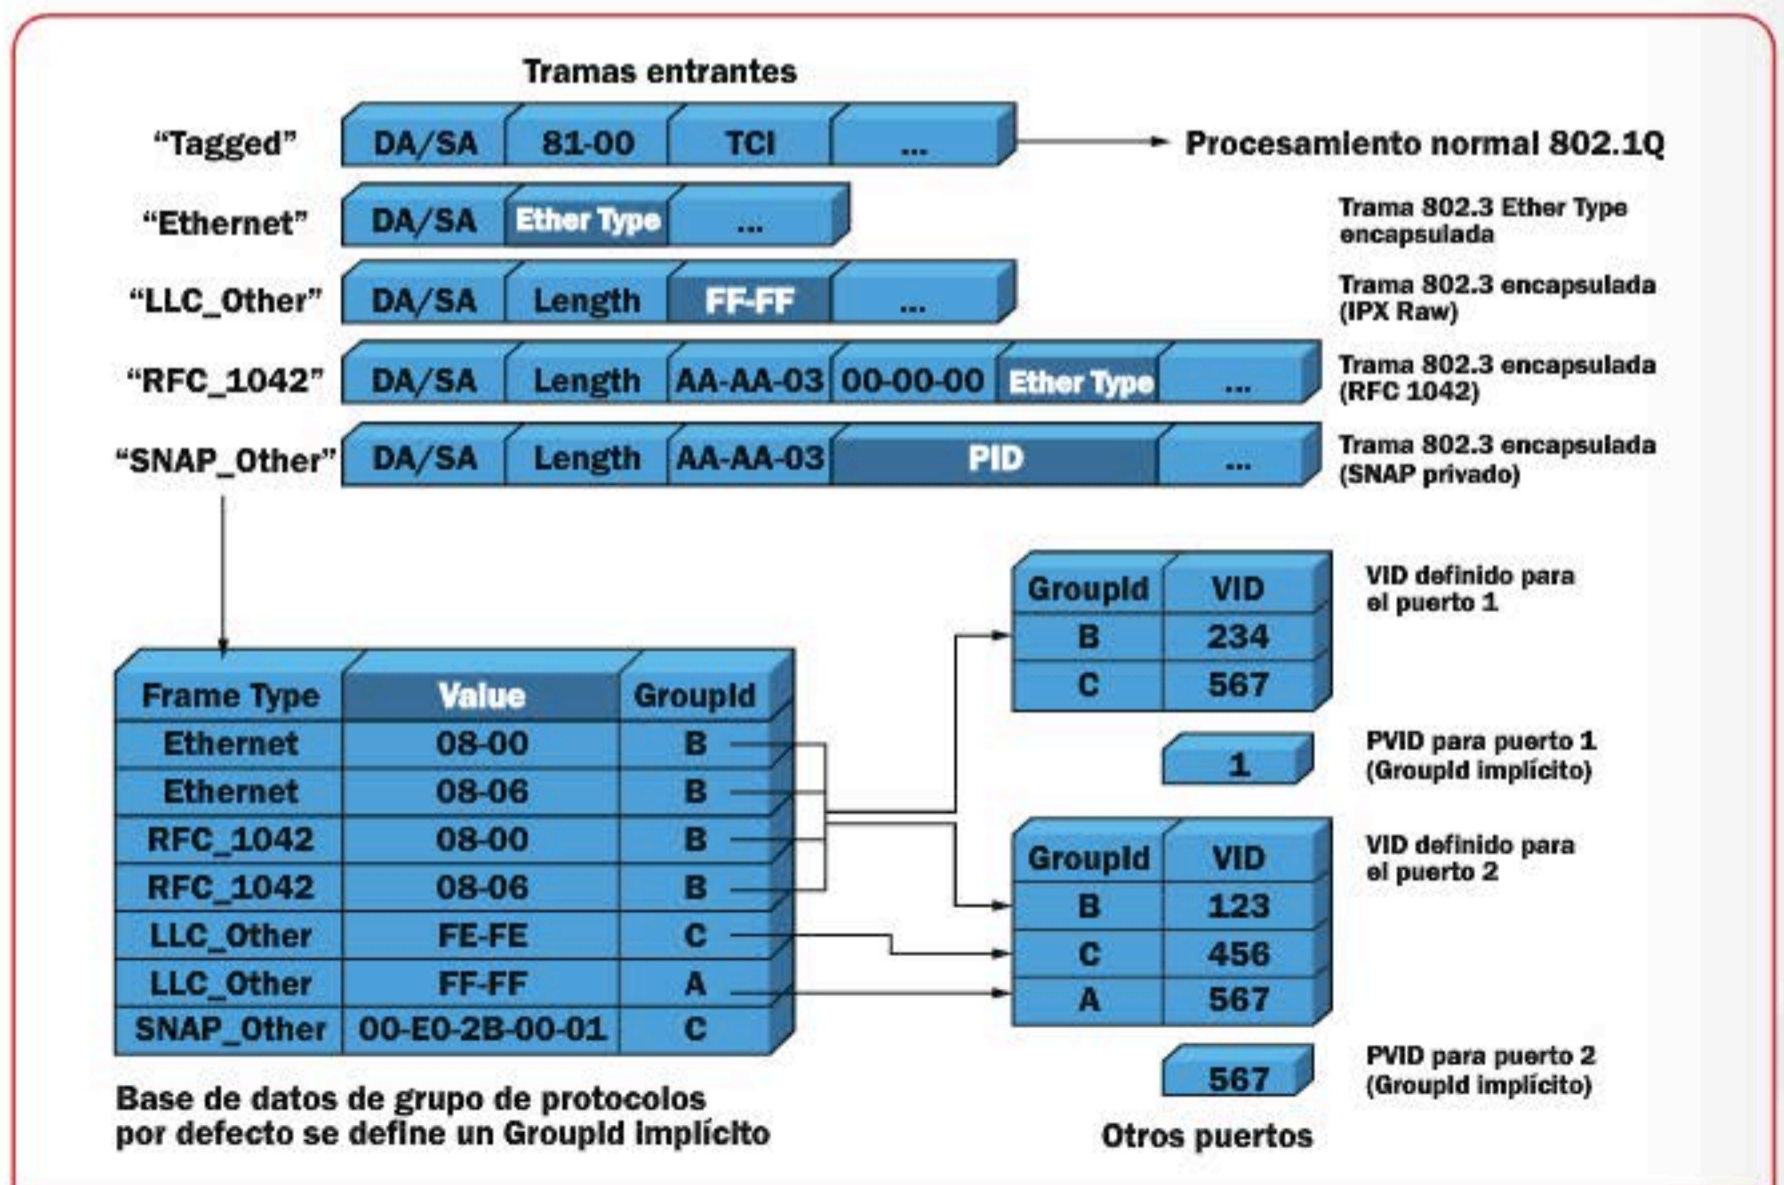 Tramas entrantes
“Tagged” DA/SA 81-00 TCI ... Procesamiento normal 802.1Q
“Ethernet” DA/SA Ether Type ... Trama 802.3 Ether Type
encapsulada
“LLC_Other” DA/SA Length FF-FF ... Trama 802.3 encapsulada
(IPX Raw)
“RFC_1042” DA/SA Length AA-AA-03 00-00-00 Ether Type ... Trama 802.3 encapsulada
(RFC 1042)
“SNAP_Other” DA/SA Length AA-AA-03 PID ... Trama 802.3 encapsulada
(SNAP privado)
Frame Type Value GroupId
Ethernet 08-00 B
Ethernet 08-06 B
RFC_1042 08-00 B
RFC_1042 08-06 B
LLC_Other FE-FE C
LLC_Other FF-FF A
SNAP_Other 00-E0-2B-00-01 C
Base de datos de grupo de protocolos
por defecto se define un GroupId implícito
GroupId VID
B 234
C 567
VID definido para
el puerto 1
1
PVID para puerto 1
(GroupId implícito)
GroupId VID
B 123
C 456
A 567
VID definido para
el puerto 2
567
PVID para puerto 2
(GroupId implícito)
Otros puertos